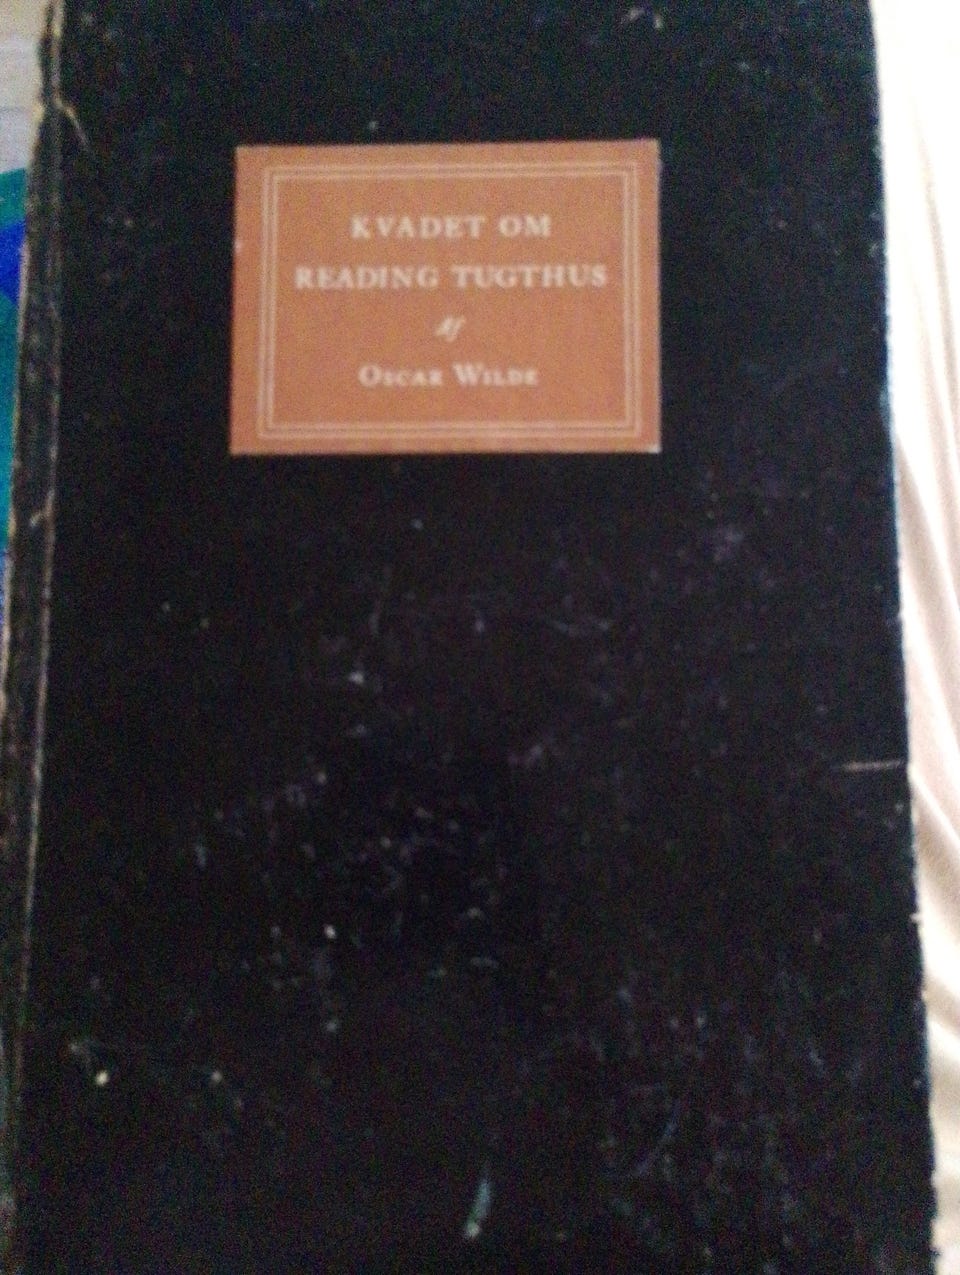 KVADET OM
READING TUGTHUS
Af
OSCAR WILDE